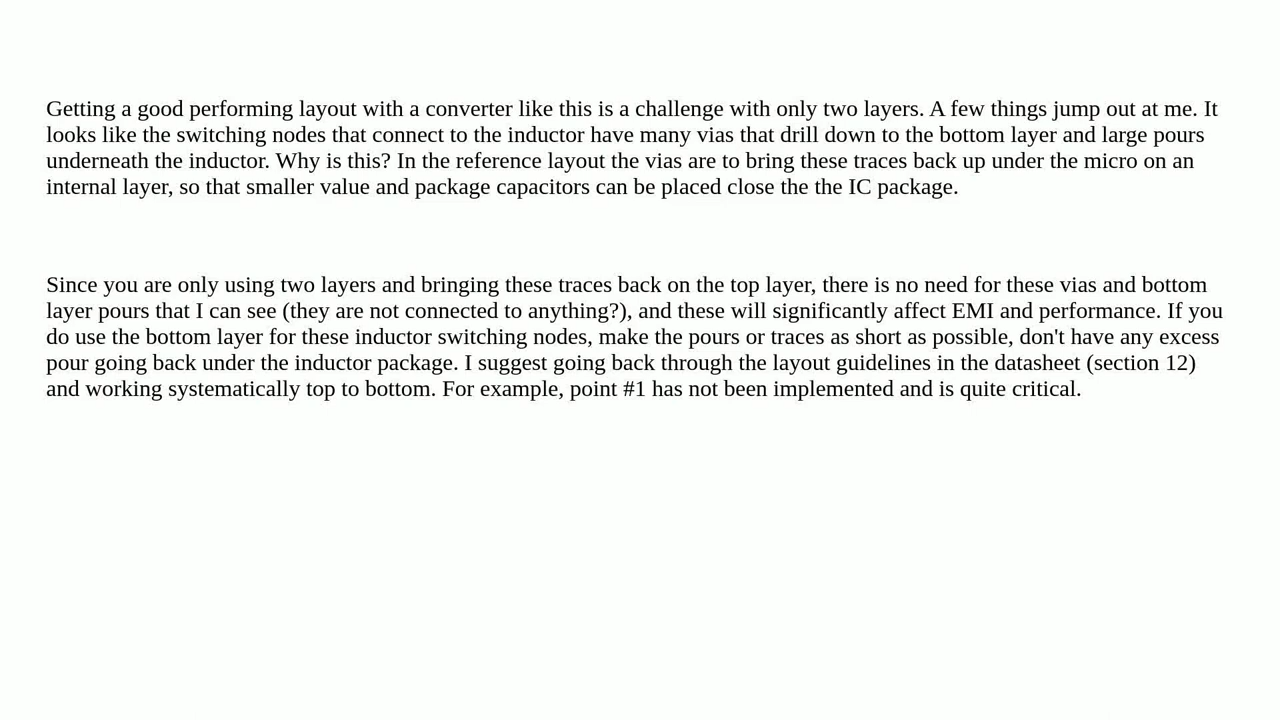 Getting a good performing layout with a converter like this is a challenge with only two layers. A few things jump out at me. It
looks like the switching nodes that connect to the inductor have many vias that drill down to the bottom layer and large pours
underneath the inductor. Why is this? In the reference layout the vias are to bring these traces back up under the micro on an
internal layer, so that smaller value and package capacitors can be placed close the the IC package.
Since you are only using two layers and bringing these traces back on the top layer, there is no need for these vias and bottom
layer pours that I can see (they are not connected to anything?), and these will significantly affect EMI and performance. If you
do use the bottom layer for these inductor switching nodes, make the pours or traces as short as possible, don't have any excess
pour going back under the inductor package. I suggest going back through the layout guidelines in the datasheet (section 12)
and working systematically top to bottom. For example, point #1 has not been implemented and is quite critical.